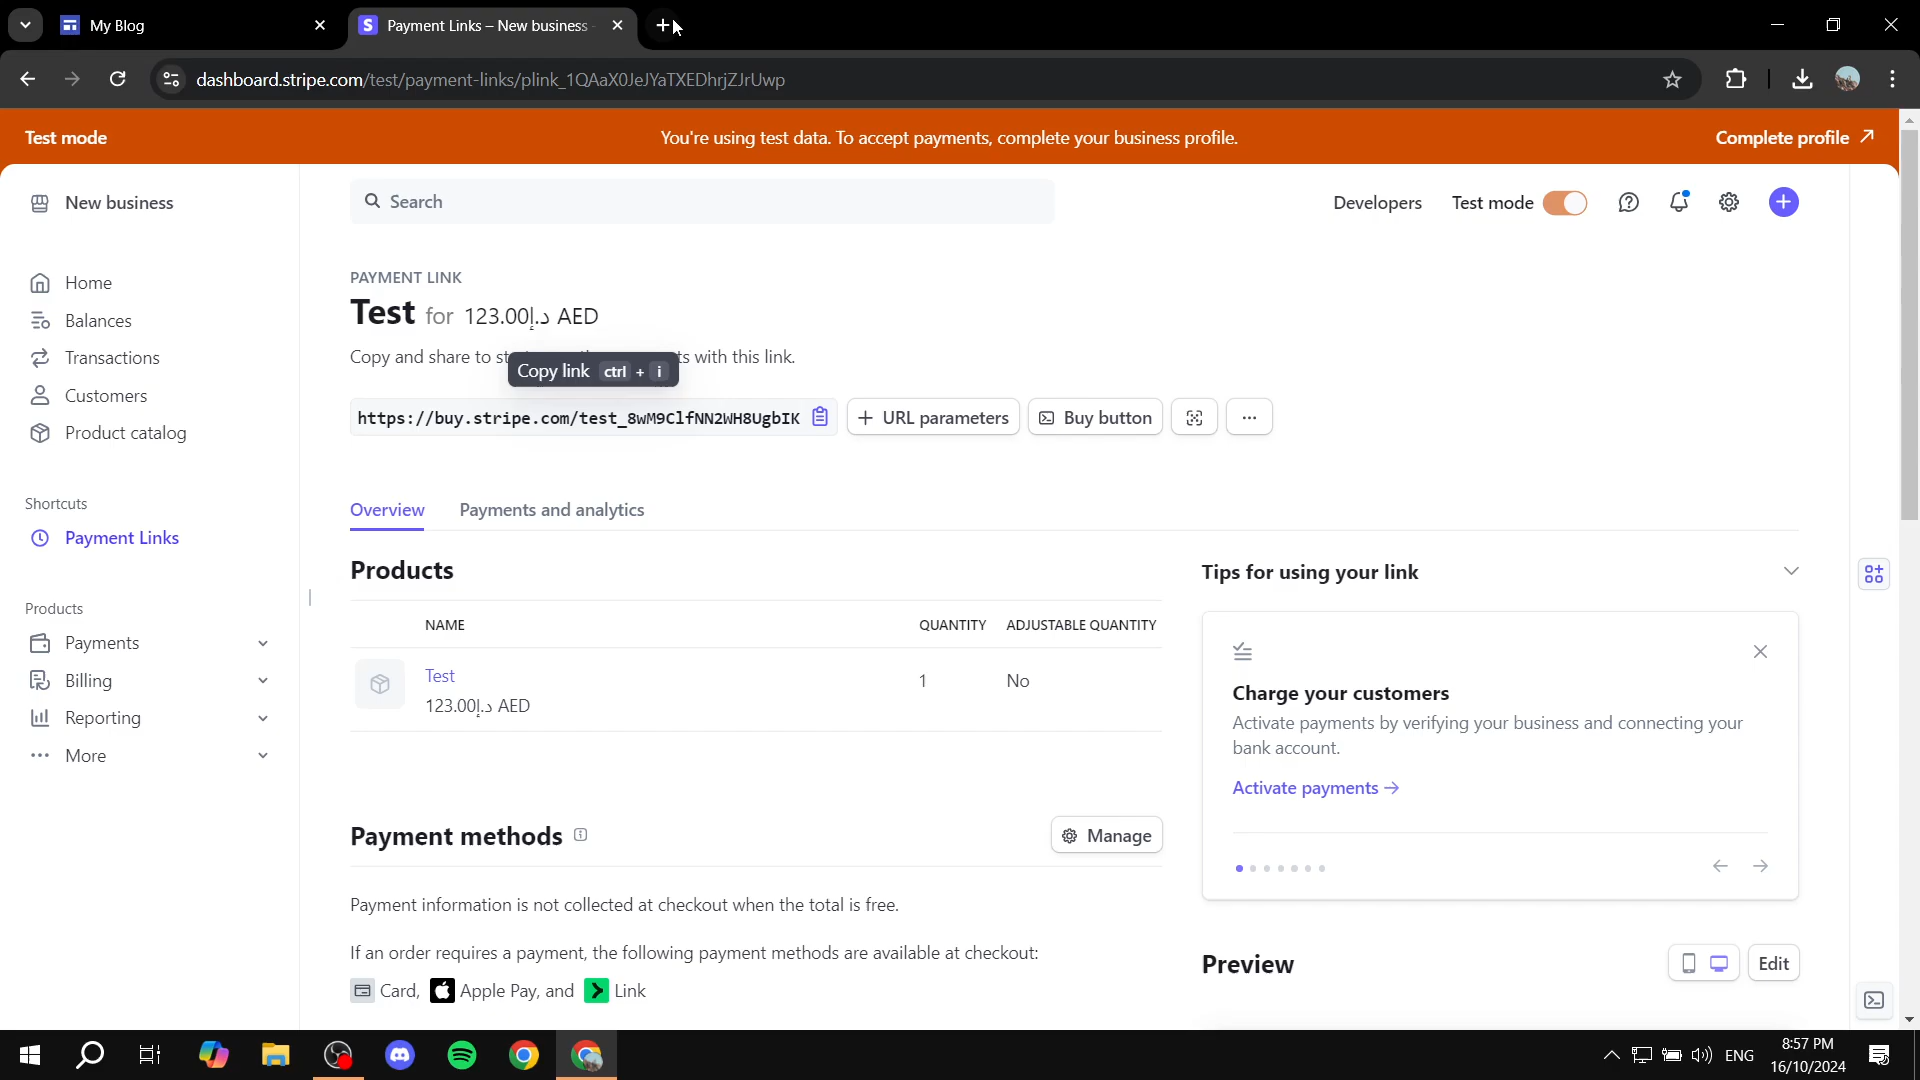 My Blog
Payment Links – New business -
dashboard.stripe.com/test/payment-links/plink_1QAaX0JeJYaTXEDhrjZJrUwp
Test mode
You're using test data. To accept payments, complete your business profile.
Complete profile
New business
Search
Developers
Test mode
Home
Balances
Transactions
Customers
Product catalog
Shortcuts
Payment Links
Products
Payments
Billing
Reporting
More
PAYMENT LINK
Test for 123.00د.إ AED
Copy and share to st ts with this link.
Copy link ctrl + i
https://buy.stripe.com/test_8wM9ClfNN2WH8UgbIK
URL parameters
Buy button
Overview
Payments and analytics
Products
NAME QUANTITY ADJUSTABLE QUANTITY
Test 1 No
123.00د.إ AED
Payment methods
Manage
Payment information is not collected at checkout when the total is free.
If an order requires a payment, the following payment methods are available at checkout:
Card, Apple Pay, and Link
Tips for using your link
Charge your customers
Activate payments by verifying your business and connecting your
bank account.
Activate payments
Preview
Edit
ENG
8:57 PM
16/10/2024